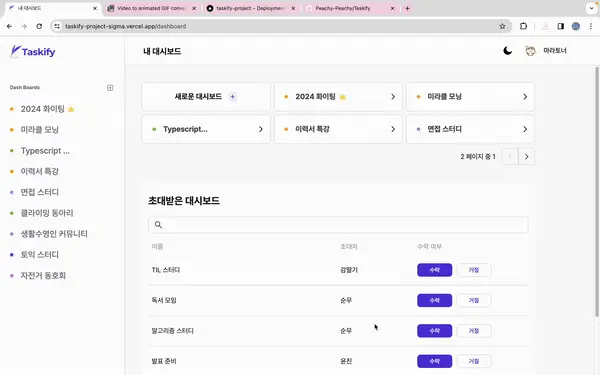 내 대시보드
Video to animated GIF conve
taskify-project – Deployment
Peachy-Peachy/Taskify
taskify-project-sigma.vercel.app/dashboard
Taskify
내 대시보드
마라토너
Dash Boards
2024 화이팅 👑
미라클 모닝
Typescript ...
이력서 특강
면접 스터디
클라이밍 동아리
생활수영인 커뮤니티
토익 스터디
자전거 동호회
새로운 대시보드 +
2024 화이팅 👑
미라클 모닝
Typescript...
이력서 특강
면접 스터디
2 페이지 중 1
초대받은 대시보드
이름 초대자 수락 여부
TIL 스터디 김딸기 수락 거절
독서 모임 순무 수락 거절
알고리즘 스터디 순무 수락 거절
발표 준비 윤진 수락 거절